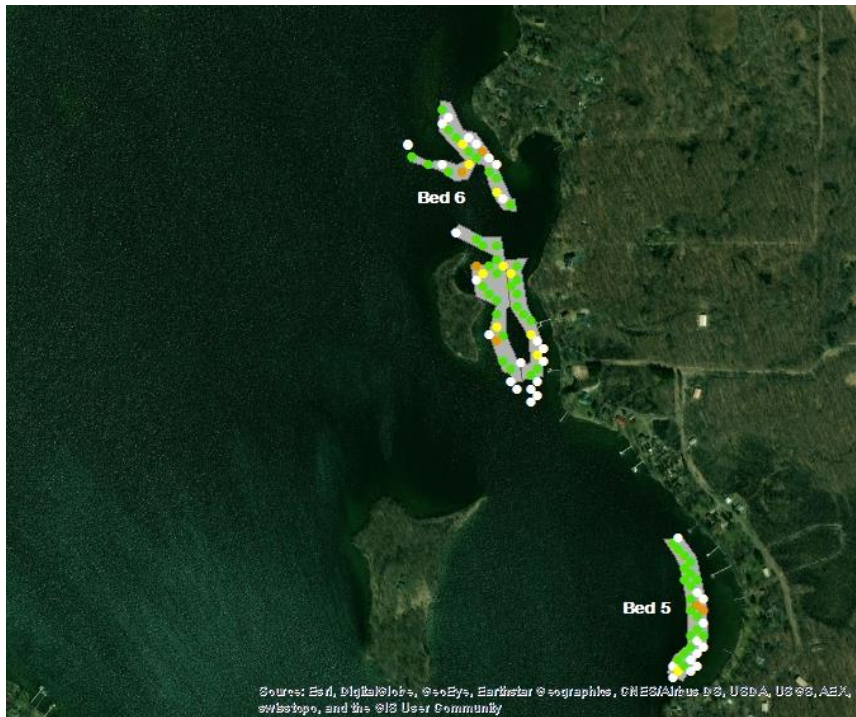 Bed 6
Bed 5
Source: Esri, DigitalGlobe, GeoEye, Earthstar Geographics, CNES/Airbus DS, USDA, USGS, AEX,
swisstopo, and the GIS User Community